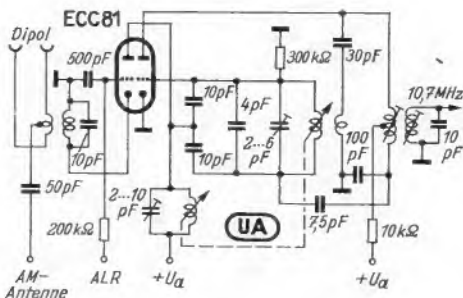 ECC81
Dipol
500pF
300kΩ
30pF
10,7MHz
10pF
4pF
10pF
10pF
2...6
pF
100
pF
10
pF
50pF
2...10
pF
7,5pF
200kΩ
UA
10kΩ
AM-
Antenne
ALR
+Ua
+Ua